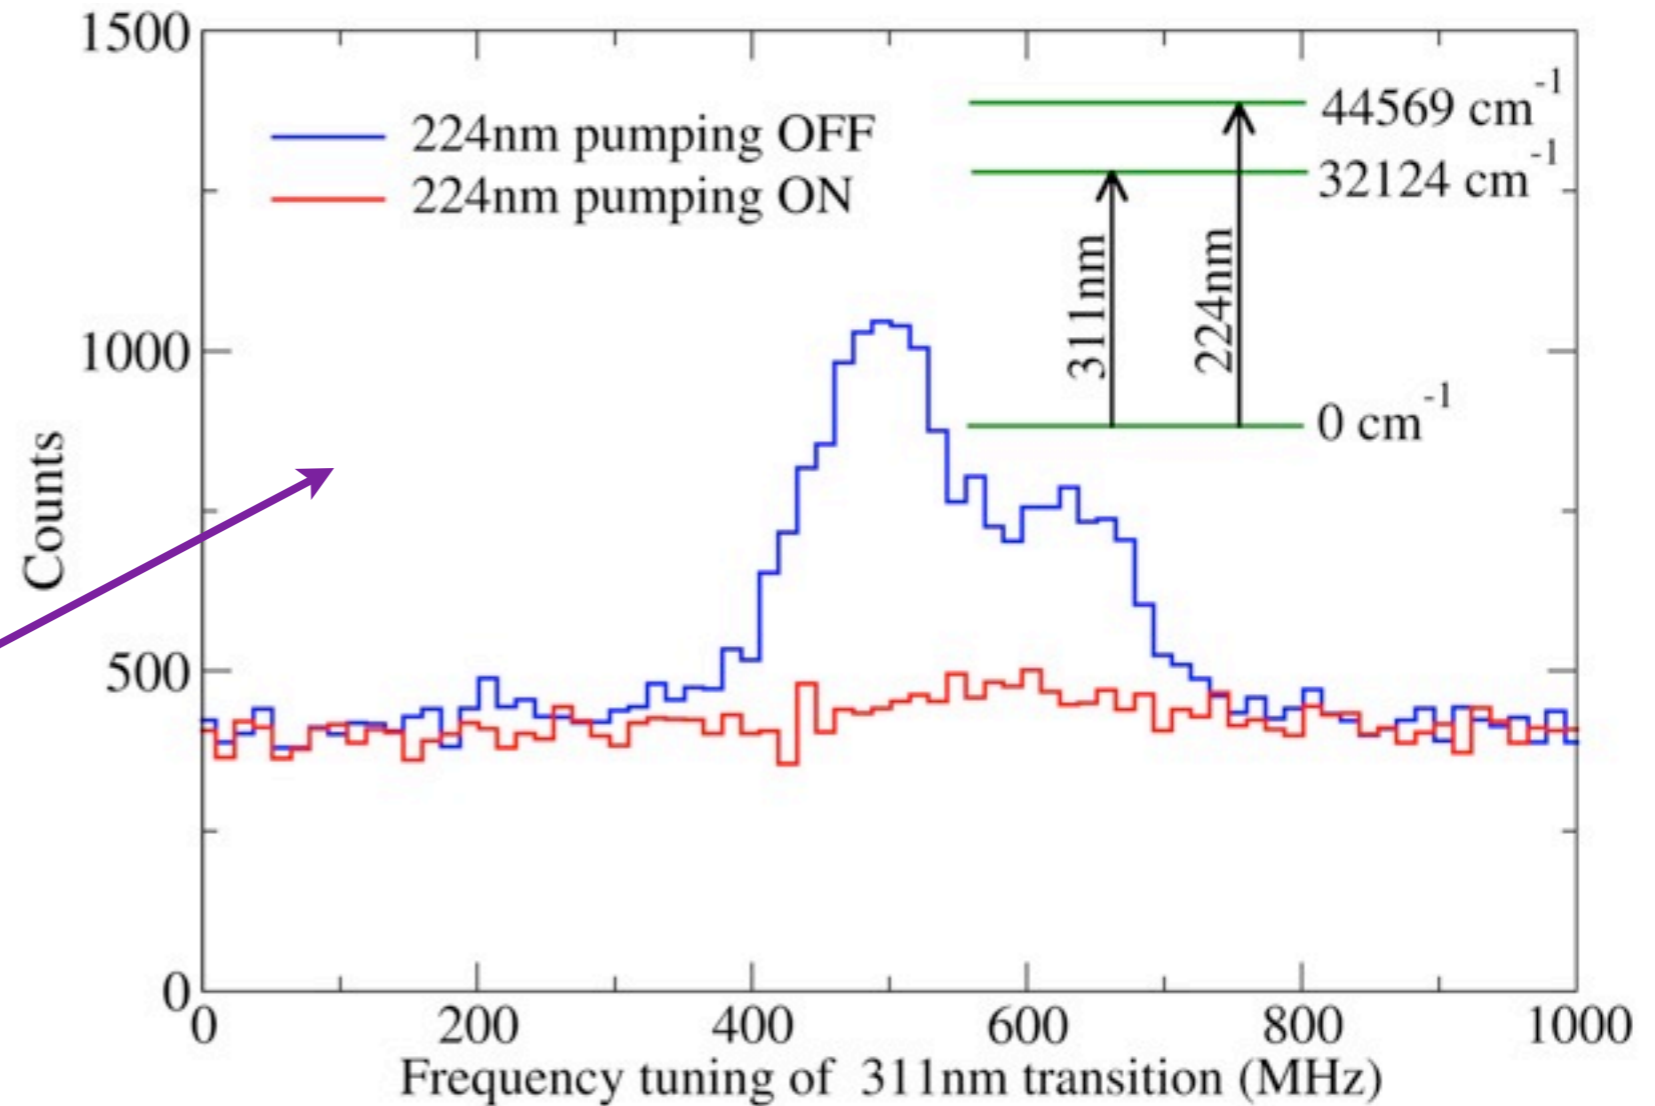 1500
224nm pumping OFF
224nm pumping ON
44569 cm-1
32124 cm-1
311nm
224nm
0 cm-1
1000
Counts
500
0
0 200 400 600 800 1000
Frequency tuning of 311nm transition (MHz)